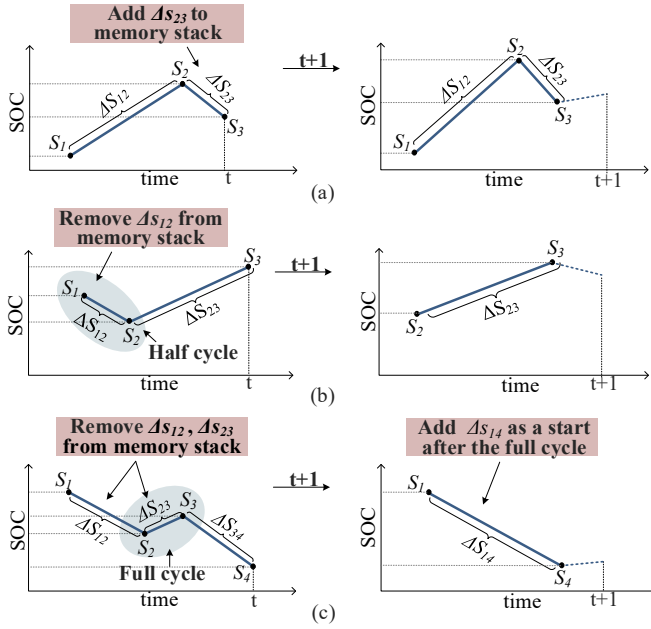 Add Δs23 to
memory stack
t+1
SOC
S1
ΔS12
S2
ΔS23
S3
time
t
SOC
S1
ΔS12
S2
ΔS23
S3
time
t+1
(a)
Remove Δs12 from
memory stack
t+1
SOC
S1
ΔS12
S2
ΔS23
S3
Half cycle
time
t
SOC
S2
ΔS23
S3
time
t+1
(b)
Remove Δs12, Δs23
from memory stack
t+1
Add Δs14 as a start
after the full cycle
SOC
S1
ΔS12
S2
ΔS23
S3
ΔS34
S4
Full cycle
time
t
SOC
S1
ΔS14
S4
time
t+1
(c)